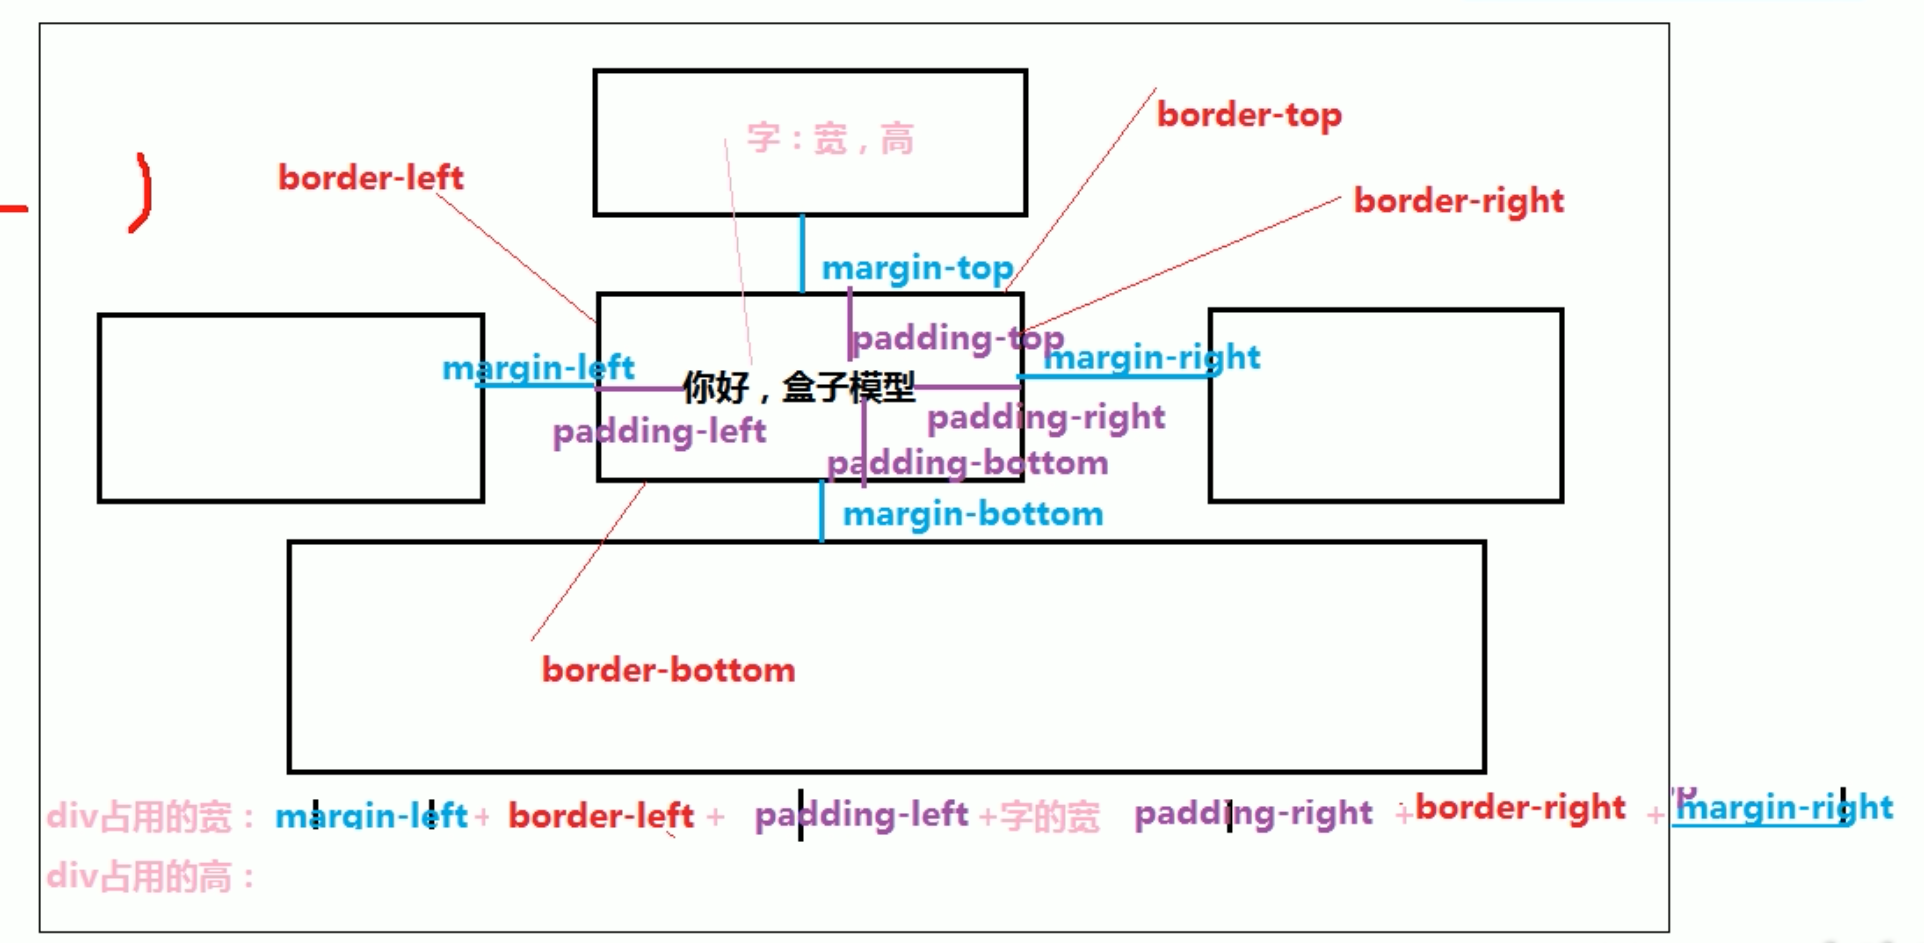 字：宽，高
border-top
border-left
border-right
margin-top
padding-top
margin-left
margin-right
你好，盒子模型
padding-left
padding-right
padding-bottom
margin-bottom
border-bottom
div占用的宽： margin-left + border-left + padding-left +字的宽 padding-right +border-right +margin-right
div占用的高：